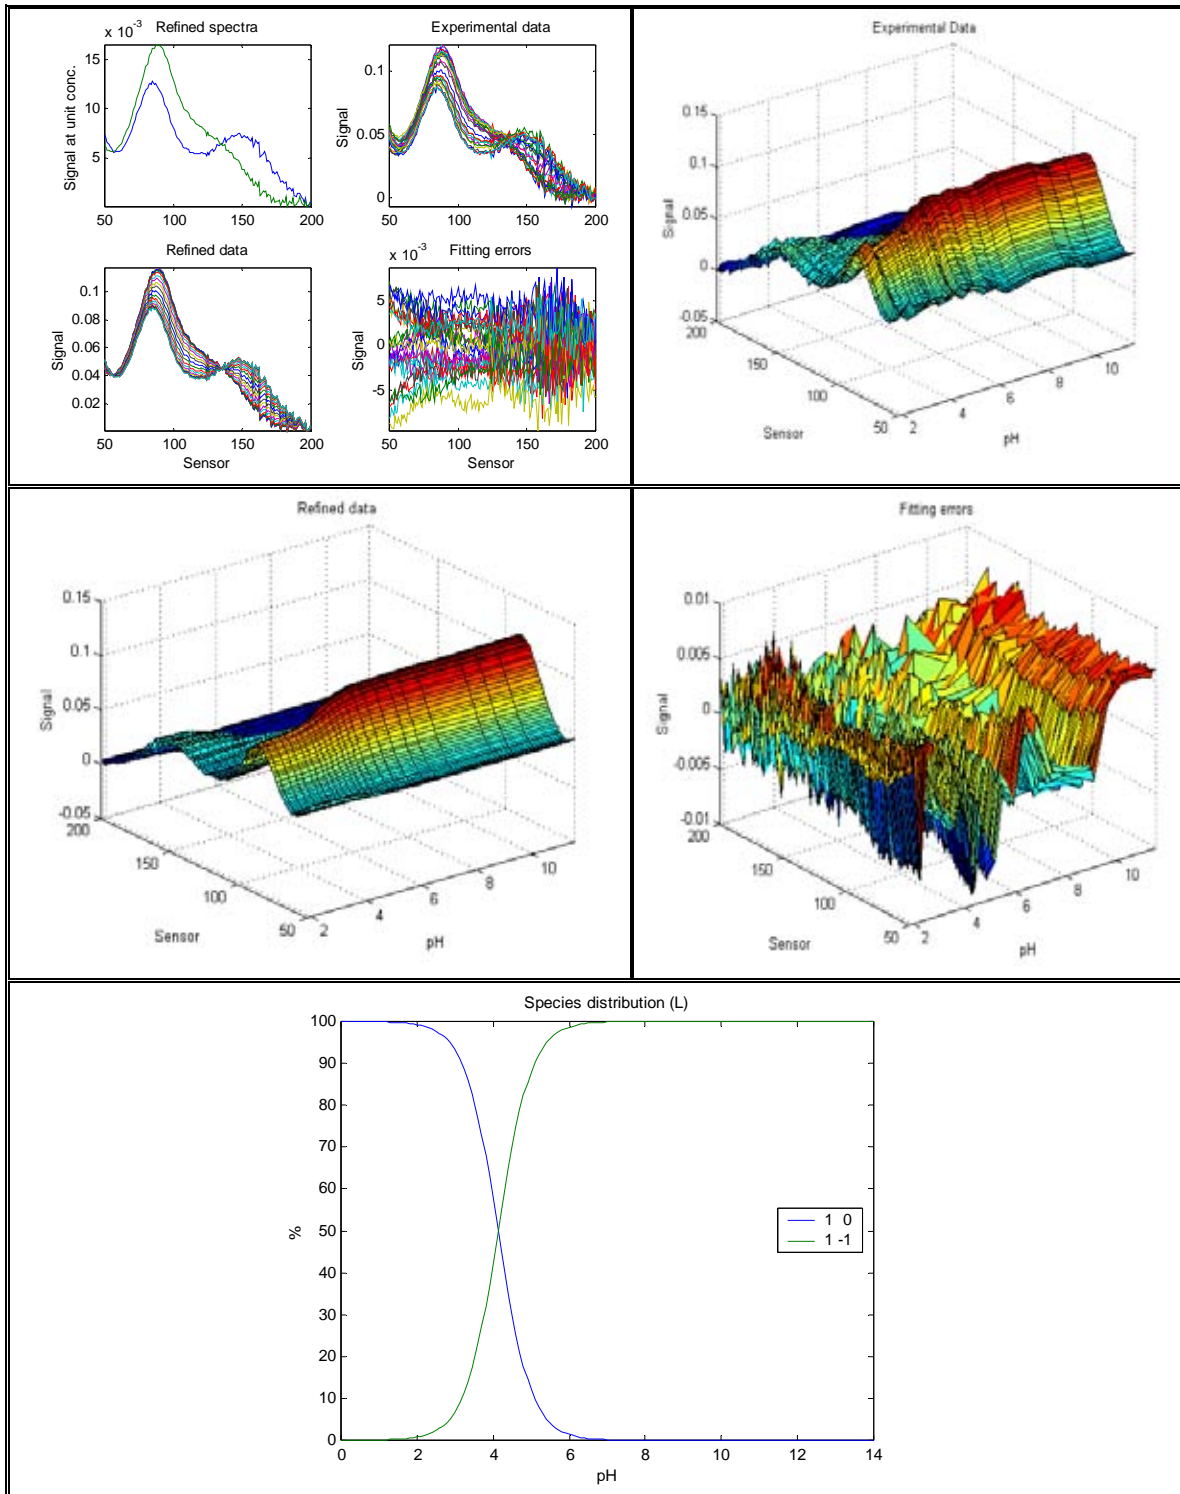 Refined spectra
x 10⁻³
15
10
5
Signal at unit conc.
50 100 150 200
Experimental data
0.1
0.05
0
Signal
50 100 150 200
Refined data
0.1
0.08
0.06
0.04
0.02
Signal
50 100 150 200
Sensor
Fitting errors
x 10⁻³
5
0
-5
Signal
50 100 150 200
Sensor
Experimental Data
0.15
0.1
0.05
0
-0.05
Signal
200 150 100 50
Sensor
2 4 6 8 10
pH
Refined data
0.15
0.1
0.05
0
-0.05
Signal
200 150 100 50
Sensor
2 4 6 8 10
pH
Fitting errors
0.01
0.005
0
-0.005
-0.01
Signal
200 150 100 50
Sensor
2 4 6 8 10
pH
Species distribution (L)
100
90
80
70
60
50
40
30
20
10
0
%
0 2 4 6 8 10 12 14
pH
1 0
1 -1